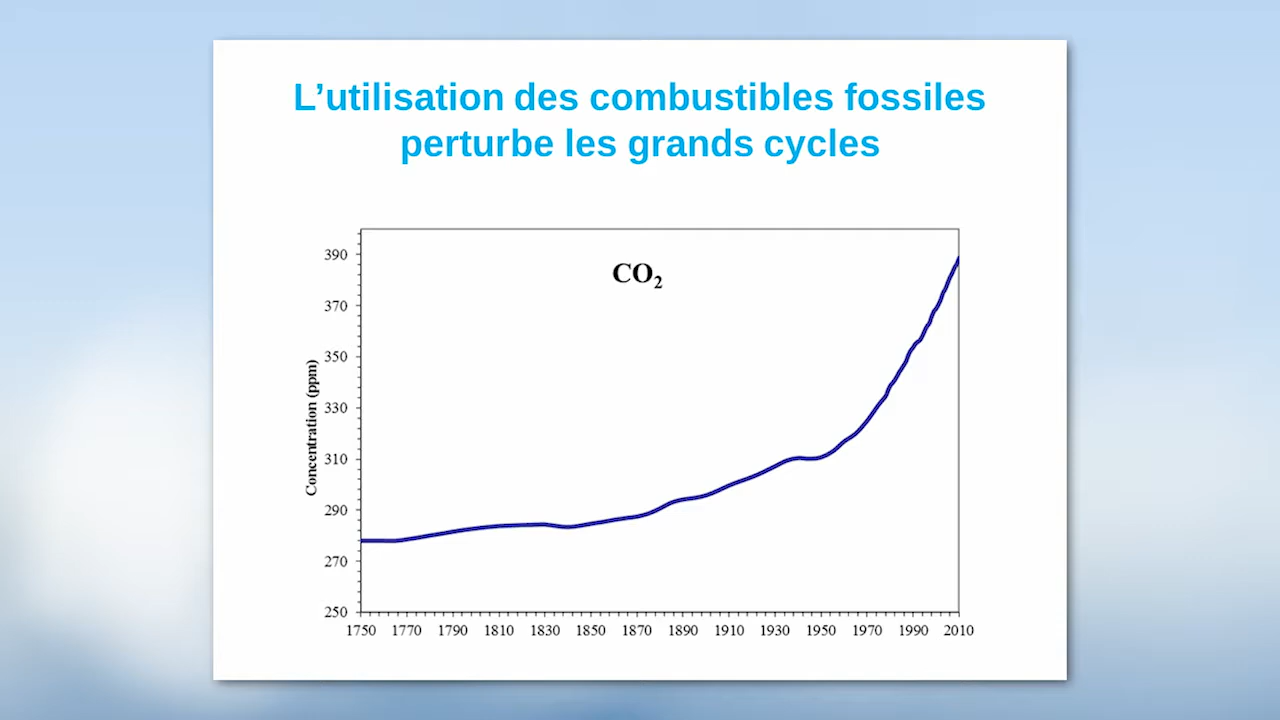 L’utilisation des combustibles fossiles
perturbe les grands cycles
CO₂
Concentration (ppm)
390
370
350
330
310
290
270
250
1750 1770 1790 1810 1830 1850 1870 1890 1910 1930 1950 1970 1990 2010